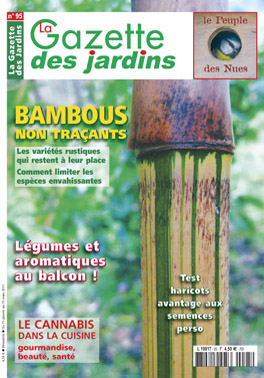 n° 95
La Gazette
des Jardins
La
Gazette
des jardins
le Peuple
des Nues
BAMBOUS
NON TRAÇANTS
Les variétés rustiques
qui restent à leur place
Comment limiter les
espèces envahissantes
Légumes et
aromatiques
au balcon !
Test
haricots
avantage aux
semences
perso
LE CANNABIS
DANS LA CUISINE
gourmandise,
beauté, santé